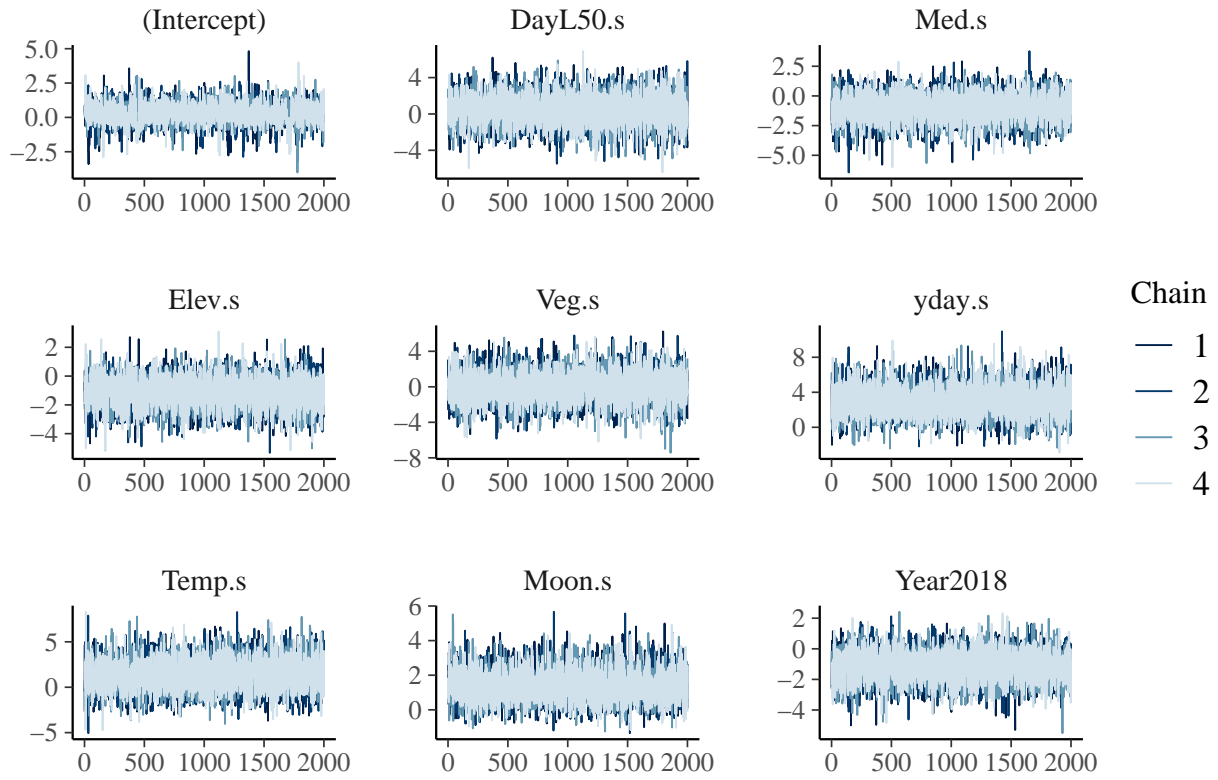 (Intercept) DayL50.s Med.s
5.0 4 2.5
2.5 0 0.0
0.0 −4 −2.5
−2.5 −5.0
0 500 1000 1500 2000 0 500 1000 1500 2000 0 500 1000 1500 2000
Elev.s Veg.s yday.s
2 4 8
0 0 4
−2 −4 0
−4 −8
0 500 1000 1500 2000 0 500 1000 1500 2000 0 500 1000 1500 2000
Chain
1
2
3
4
Temp.s Moon.s Year2018
5 6 2
0 4 0
−5 2 −2
0 −4
0 500 1000 1500 2000 0 500 1000 1500 2000 0 500 1000 1500 2000